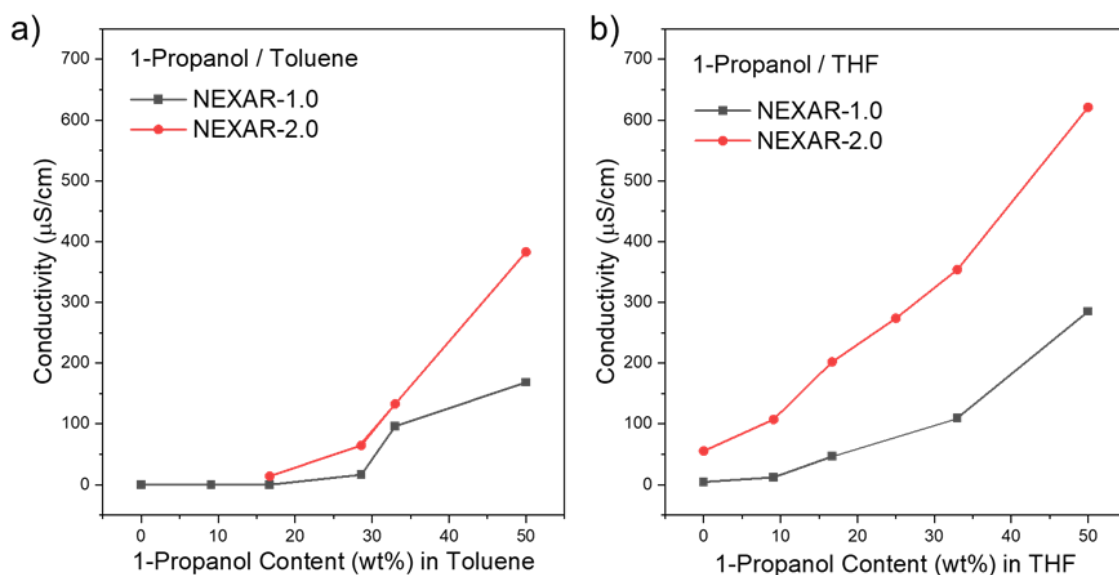 a)
1-Propanol / Toluene
NEXAR-1.0
NEXAR-2.0
Conductivity (μS/cm)
700
600
500
400
300
200
100
0
0 10 20 30 40 50
1-Propanol Content (wt%) in Toluene
b)
1-Propanol / THF
NEXAR-1.0
NEXAR-2.0
Conductivity (μS/cm)
700
600
500
400
300
200
100
0
0 10 20 30 40 50
1-Propanol Content (wt%) in THF